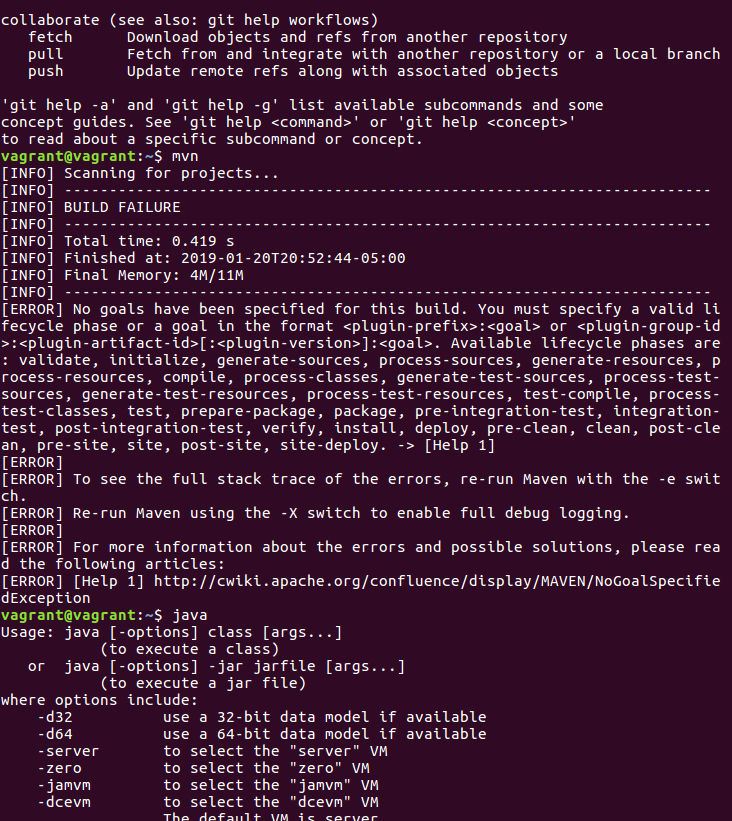 collaborate (see also: git help workflows)
   fetch      Download objects and refs from another repository
   pull       Fetch from and integrate with another repository or a local branch
   push       Update remote refs along with associated objects

'git help -a' and 'git help -g' list available subcommands and some
concept guides. See 'git help <command>' or 'git help <concept>'
to read about a specific subcommand or concept.
vagrant@vagrant:~$ mvn
[INFO] Scanning for projects...
[INFO] ------------------------------------------------------------------------
[INFO] BUILD FAILURE
[INFO] ------------------------------------------------------------------------
[INFO] Total time: 0.419 s
[INFO] Finished at: 2019-01-20T20:52:44-05:00
[INFO] Final Memory: 4M/11M
[INFO] ------------------------------------------------------------------------
[ERROR] No goals have been specified for this build. You must specify a valid li
fecycle phase or a goal in the format <plugin-prefix>:<goal> or <plugin-group-id
>:<plugin-artifact-id>[:<plugin-version>]:<goal>. Available lifecycle phases are
: validate, initialize, generate-sources, process-sources, generate-resources, p
rocess-resources, compile, process-classes, generate-test-sources, process-test-
sources, generate-test-resources, process-test-resources, test-compile, process-
test-classes, test, prepare-package, package, pre-integration-test, integration-
test, post-integration-test, verify, install, deploy, pre-clean, clean, post-cle
an, pre-site, site, post-site, site-deploy. -> [Help 1]
[ERROR]
[ERROR] To see the full stack trace of the errors, re-run Maven with the -e swit
ch.
[ERROR] Re-run Maven using the -X switch to enable full debug logging.
[ERROR]
[ERROR] For more information about the errors and possible solutions, please rea
d the following articles:
[ERROR] [Help 1] http://cwiki.apache.org/confluence/display/MAVEN/NoGoalSpecifie
dException
vagrant@vagrant:~$ java
Usage: java [-options] class [args...]
           (to execute a class)
   or  java [-options] -jar jarfile [args...]
           (to execute a jar file)
where options include:
    -d32          use a 32-bit data model if available
    -d64          use a 64-bit data model if available
    -server       to select the "server" VM
    -zero         to select the "zero" VM
    -jamvm        to select the "jamvm" VM
    -dcevm        to select the "dcevm" VM
                  The default VM is server